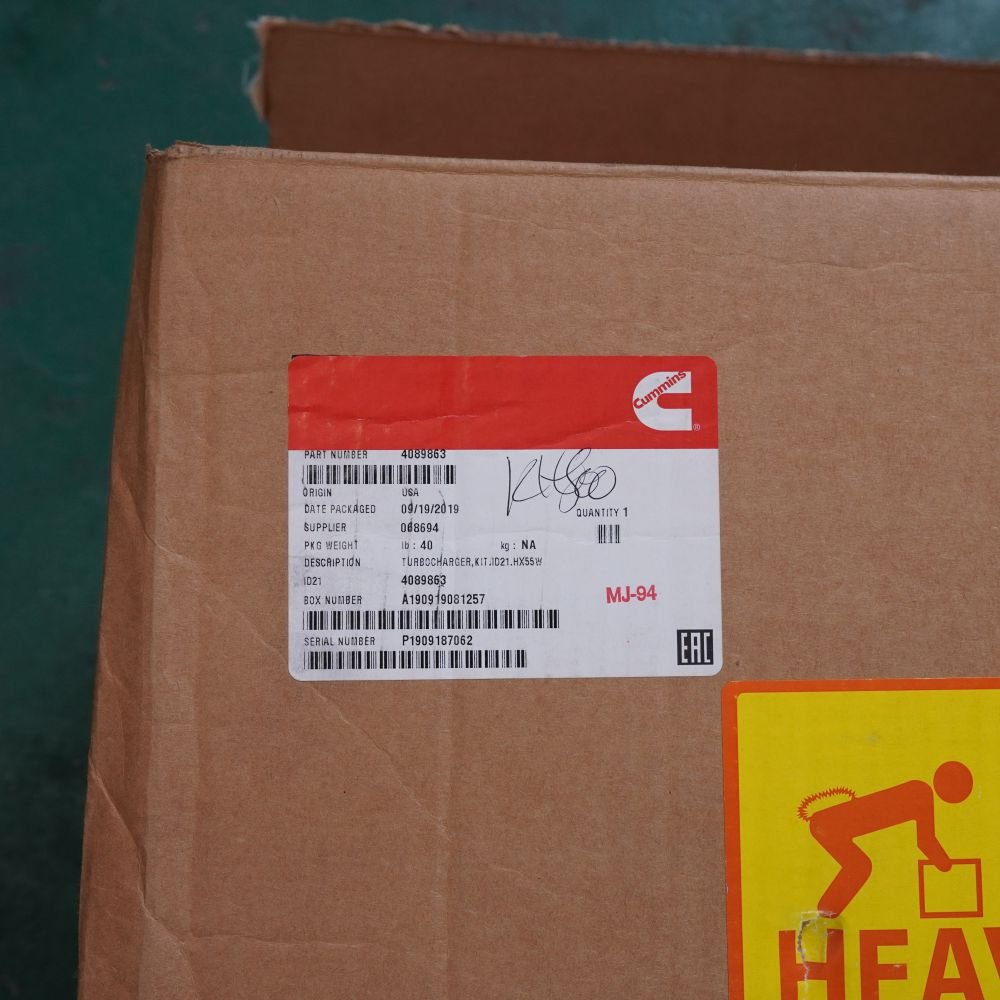 Cummins
®
PART NUMBER 4089863
ORIGIN USA
DATE PACKAGED 09/19/2019
QUANTITY 1
SUPPLIER 068694
PKG WEIGHT lb : 40 kg : NA
DESCRIPTION TURBOCHARGER,KIT.ID21.HX55W
ID21 4089863
BOX NUMBER A190919081257
MJ-94
SERIAL NUMBER P1909187062
EAC
HEAV